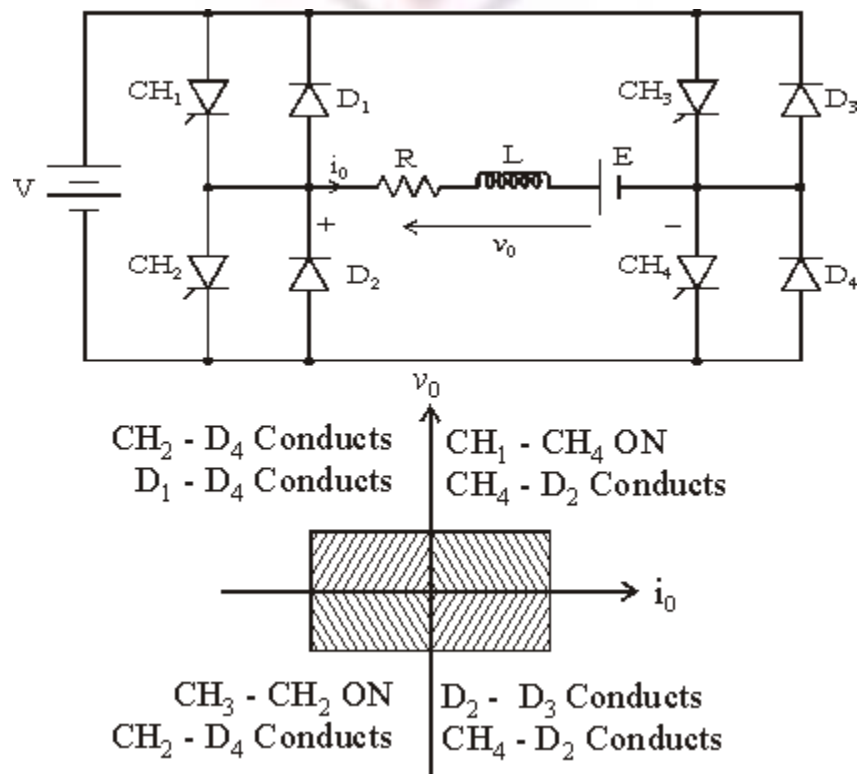 CH₁
D₁
CH₃
D₃
V
i₀
R
L
E
+
v₀
−
CH₂
D₂
CH₄
D₄
v₀
CH₂ - D₄ Conducts
D₁ - D₄ Conducts
CH₁ - CH₄ ON
CH₄ - D₂ Conducts
i₀
CH₃ - CH₂ ON
CH₂ - D₄ Conducts
D₂ - D₃ Conducts
CH₄ - D₂ Conducts